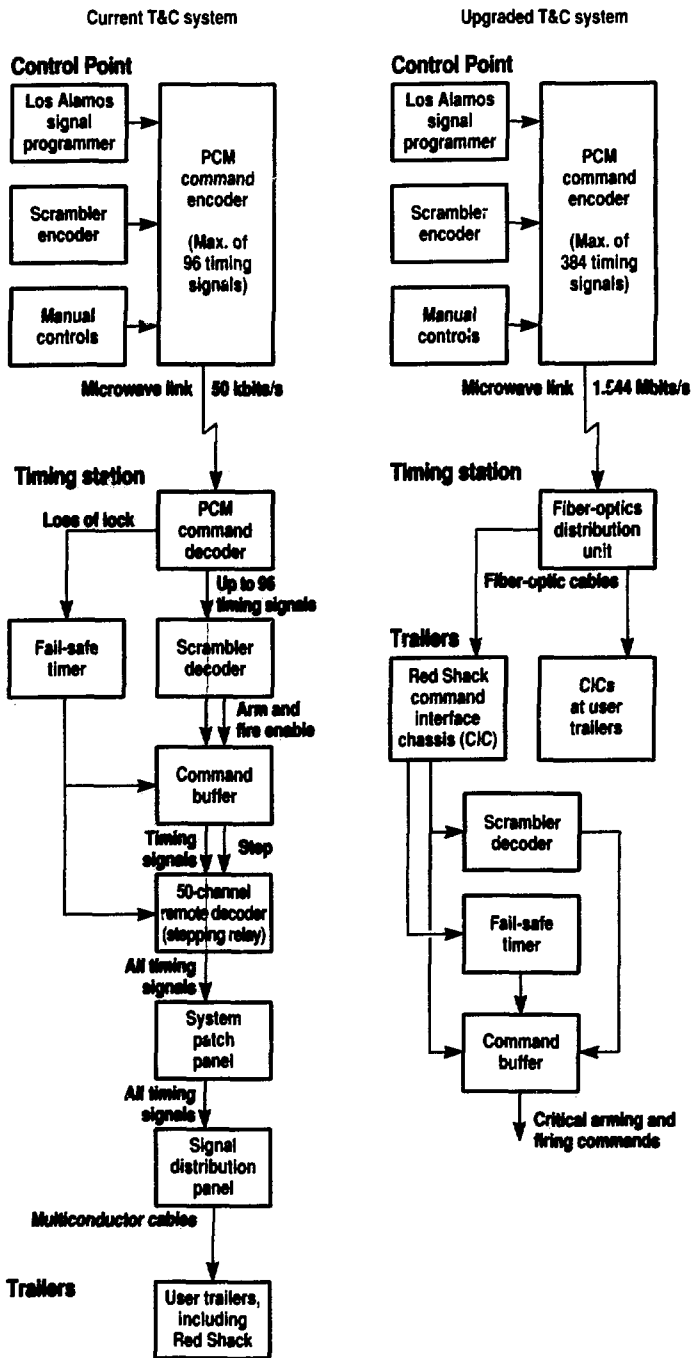 Current T&C system
Control Point
Los Alamos
signal
programmer
Scrambler
encoder
Manual
controls
PCM
command
encoder
(Max. of
96 timing
signals)
Microwave link
50 kbits/s
Timing station
Loss of lock
PCM
command
decoder
Up to 96
timing signals
Fail-safe
timer
Scrambler
decoder
Arm and
fire enable
Command
buffer
Timing
signals
Step
50-channel
remote decoder
(stepping relay)
All timing
signals
System
patch
panel
All timing
signals
Signal
distribution
panel
Multiconductor cables
Trailers
User trailers,
including
Red Shack
Upgraded T&C system
Control Point
Los Alamos
signal
programmer
Scrambler
encoder
Manual
controls
PCM
command
encoder
(Max. of
384 timing
signals)
Microwave link
1.544 Mbits/s
Timing station
Fiber-optics
distribution
unit
Fiber-optic cables
Trailers
Red Shack
command
interface
chassis (CIC)
CICs
at user
trailers
Scrambler
decoder
Fail-safe
timer
Command
buffer
Critical arming and
firing commands